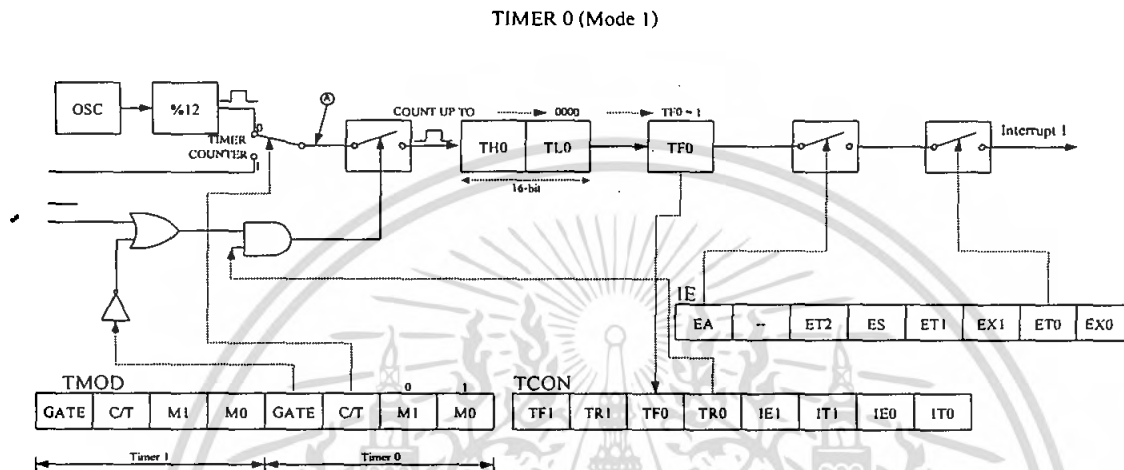 TIMER 0 (Mode 1)
OSC
%12
0
TIMER
COUNTER
1
A
COUNT UP TO
0000
TF0 = 1
TH0
TL0
16-bit
TF0
Interrupt 1
IE
EA -- ET2 ES ET1 EX1 ET0 EX0
TMOD
0 1
GATE C/T M1 M0 GATE C/T M1 M0
Timer 1
Timer 0
TCON
TF1 TR1 TF0 TR0 IE1 IT1 IE0 IT0